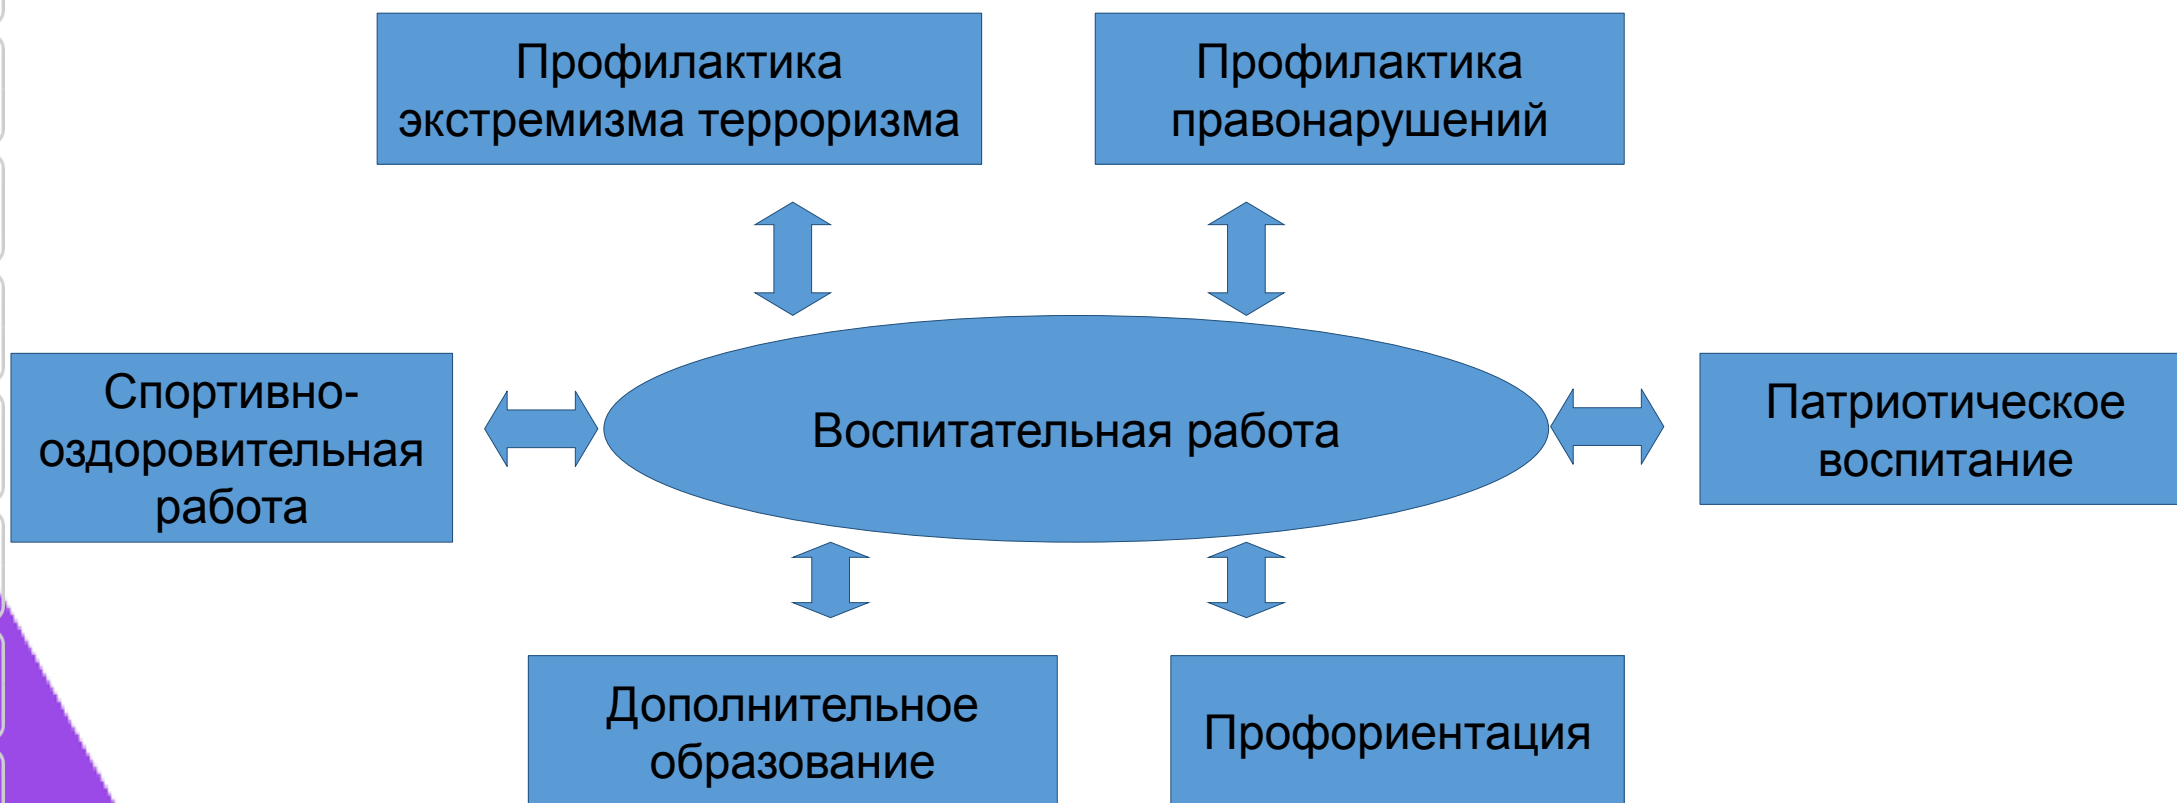 Профилактика
экстремизма терроризма
Профилактика
правонарушений
Спортивно-
оздоровительная
работа
Воспитательная работа
Патриотическое
воспитание
Дополнительное
образование
Профориентация